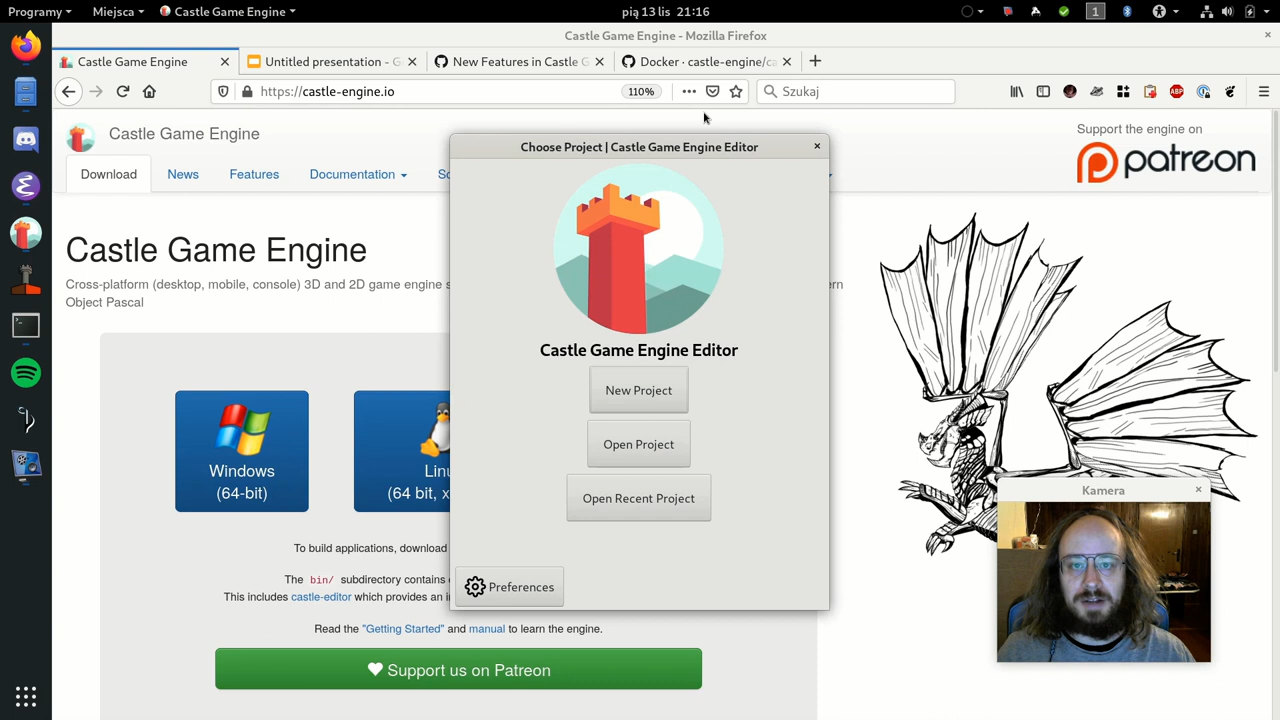 Programy
Miejsca
Castle Game Engine
pią 13 lis 21:16
1
Castle Game Engine - Mozilla Firefox
Castle Game Engine
Untitled presentation - G
New Features in Castle G
Docker · castle-engine/ca
https://castle-engine.io
110%
Szukaj
ABP
Castle Game Engine
Support the engine on
patreon
Download
News
Features
Documentation
So
Choose Project | Castle Game Engine Editor
Castle Game Engine
Cross-platform (desktop, mobile, console) 3D and 2D game engine s
ern
Object Pascal
Castle Game Engine Editor
New Project
Open Project
Open Recent Project
Preferences
Windows
(64-bit)
Linu
(64 bit, x
To build applications, download
The bin/ subdirectory contains
This includes castle-editor which provides an i
Read the "Getting Started" and manual to learn the engine.
Support us on Patreon
Kamera